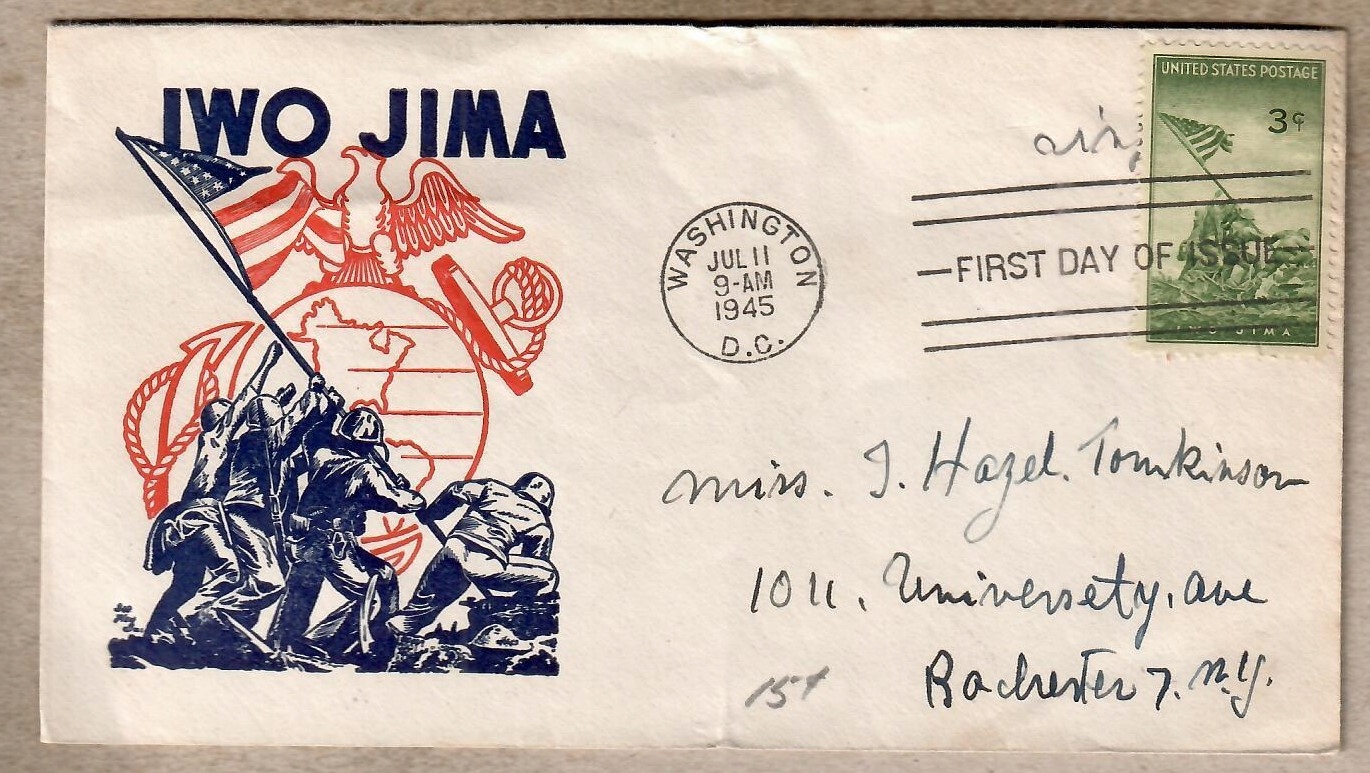 IWO JIMA
UNITED STATES POSTAGE
3¢
WASHINGTON
JUL 11
9-AM
1945
D.C.
FIRST DAY OF ISSUE
IWO JIMA
Miss. J. Hazel. Tomkinson
1011. Universety. Ave
Rochester 7. N.Y.
15¢